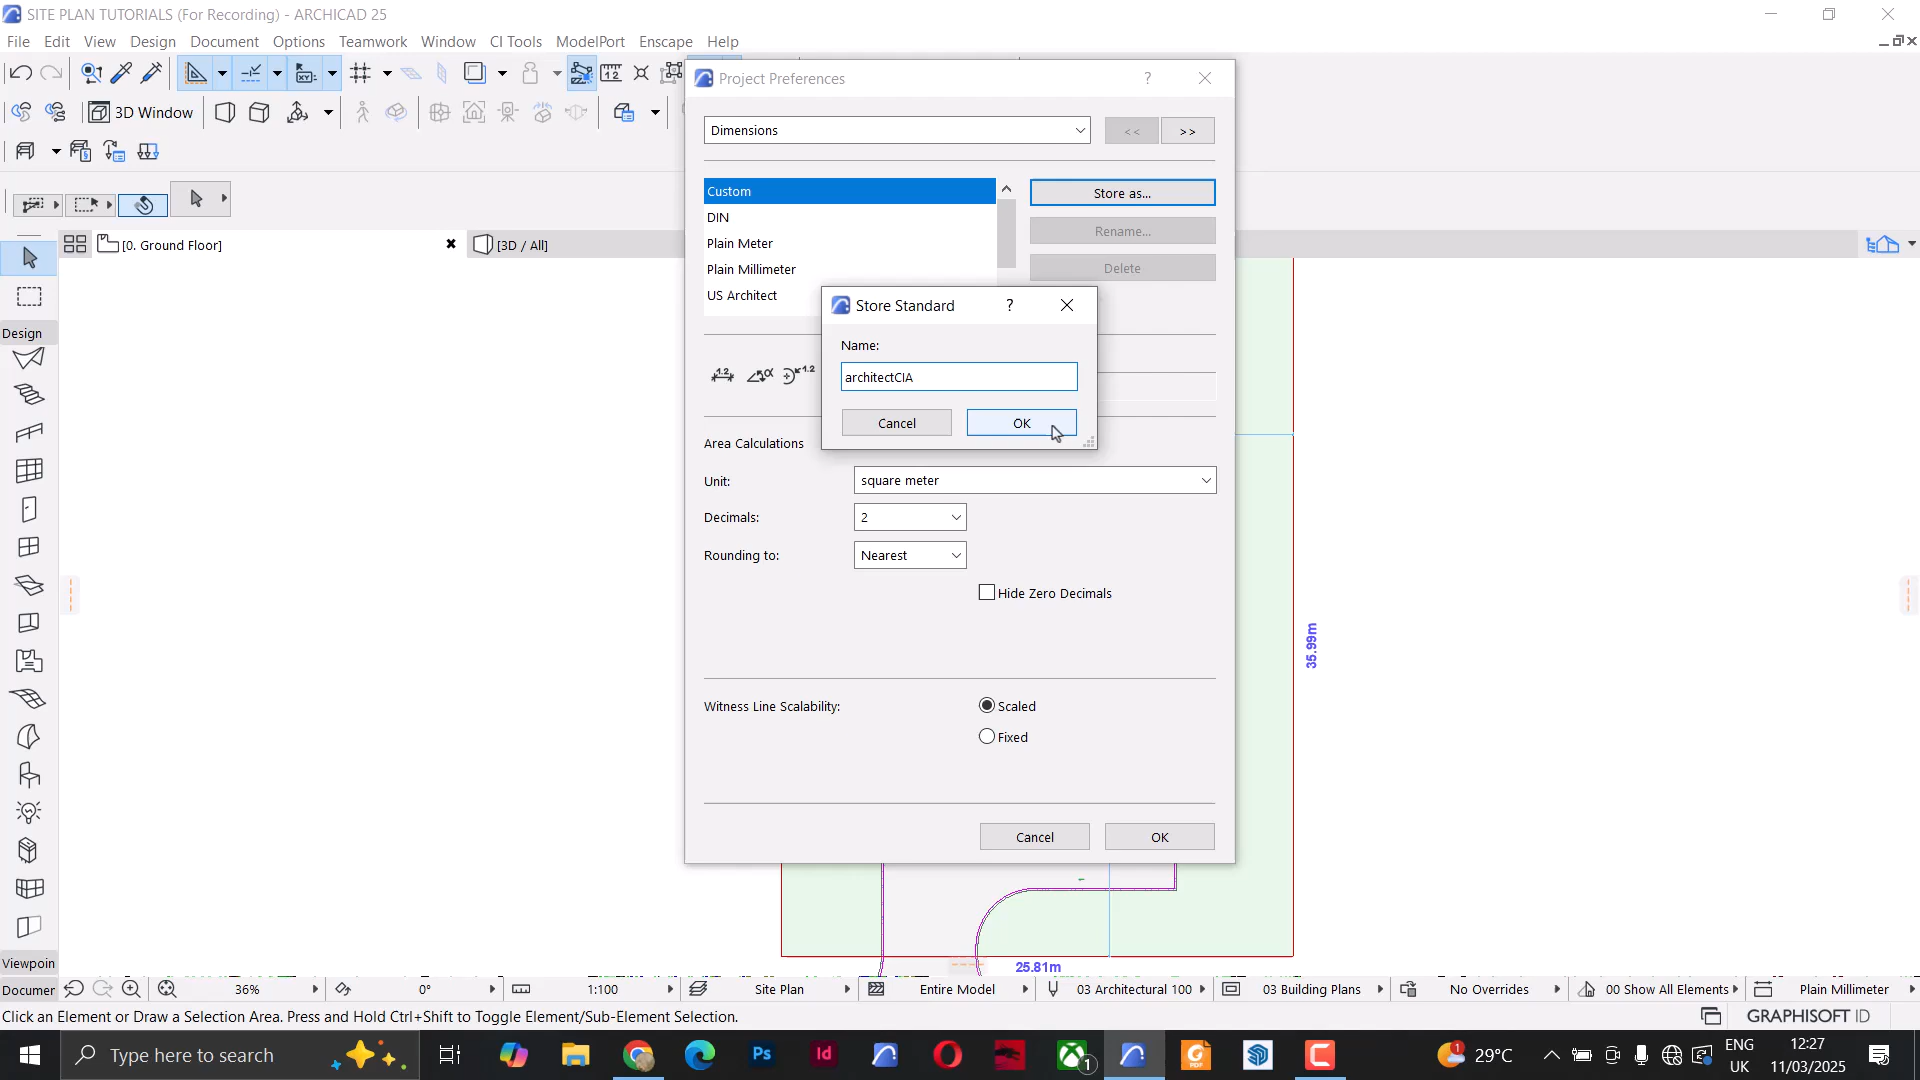 SITE PLAN TUTORIALS (For Recording) - ARCHICAD 25
File Edit View Design Document Options Teamwork Window CI Tools ModelPort Enscape Help
3D Window
[0. Ground Floor]
[3D / All]
Design
Project Preferences
?
Dimensions
<<
>>
Custom
DIN
Plain Meter
Plain Millimeter
US Architect
Store as...
Rename...
Delete
Store Standard
?
Name:
architectCIA
Cancel
OK
Area Calculations
Unit:
square meter
Decimals:
2
Rounding to:
Nearest
Hide Zero Decimals
Witness Line Scalability:
Scaled
Fixed
Cancel
OK
35.99m
25.81m
Viewpoin
Documer
36%
0°
1:100
Site Plan
Entire Model
03 Architectural 100
03 Building Plans
No Overrides
00 Show All Elements
Plain Millimeter
Click an Element or Draw a Selection Area. Press and Hold Ctrl+Shift to Toggle Element/Sub-Element Selection.
GRAPHISOFT ID
Type here to search
29°C
ENG
UK
12:27
11/03/2025